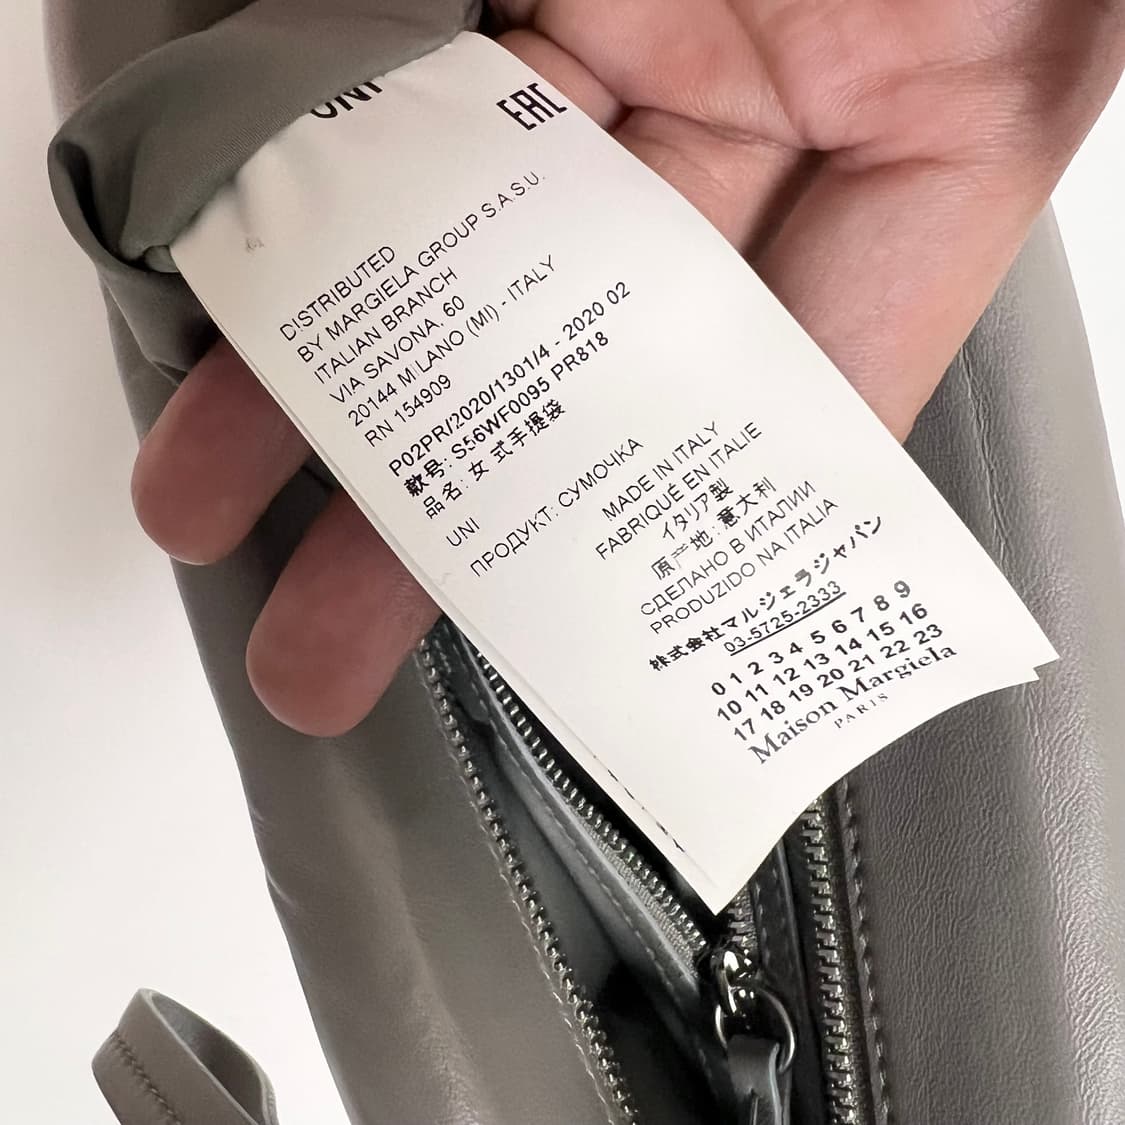 UNI
EAC
DISTRIBUTED
BY MARGIELA GROUP S.A.S.U.
ITALIAN BRANCH
VIA SAVONA, 60
20144 MILANO (MI) - ITALY
RN 154909
P02PR/2020/1301/4 - 2020 02
款号: S56WF0095 PR818
品名: 女 式手提袋
UNI
ПРОДУКТ: СУМОЧКА
MADE IN ITALY
FABRIQUÉ EN ITALIE
イタリア製
原产地: 意大利
СДЕЛАНО В ИТАЛИИ
PRODUZIDO NA ITALIA
株式会社マルジェラジャパン
03-5725-2333
0 1 2 3 4 5 6 7 8 9
10 11 12 13 14 15 16
17 18 19 20 21 22 23
Maison Margiela
PARIS